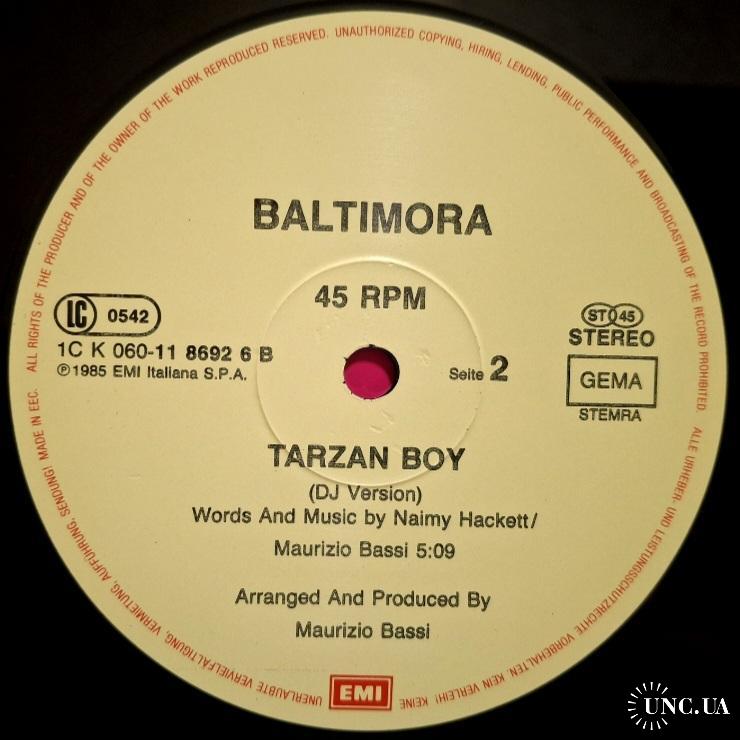 ALL RIGHTS OF THE PRODUCER AND OF THE OWNER OF THE WORK REPRODUCED RESERVED. UNAUTHORIZED COPYING, HIRING, LENDING, PUBLIC PERFORMANCE AND BROADCASTING OF THE RECORD PROHIBITED.
ALLE URHEBER- UND LEISTUNGSSCHUTZRECHTE VORBEHALTEN. KEIN VERLEIH! KEINE UNERLAUBTE VERVIELFÄLTIGUNG, VERMIETUNG, AUFFÜHRUNG, SENDUNG! MADE IN EEC.
BALTIMORA
45 RPM
LC 0542
1C K 060-11 8692 6 B
℗1985 EMI Italiana S.P.A.
Seite 2
ST 45
STEREO
GEMA
STEMRA
TARZAN BOY
(DJ Version)
Words And Music by Naimy Hackett/
Maurizio Bassi 5:09
Arranged And Produced By
Maurizio Bassi
EMI
UNC.UA